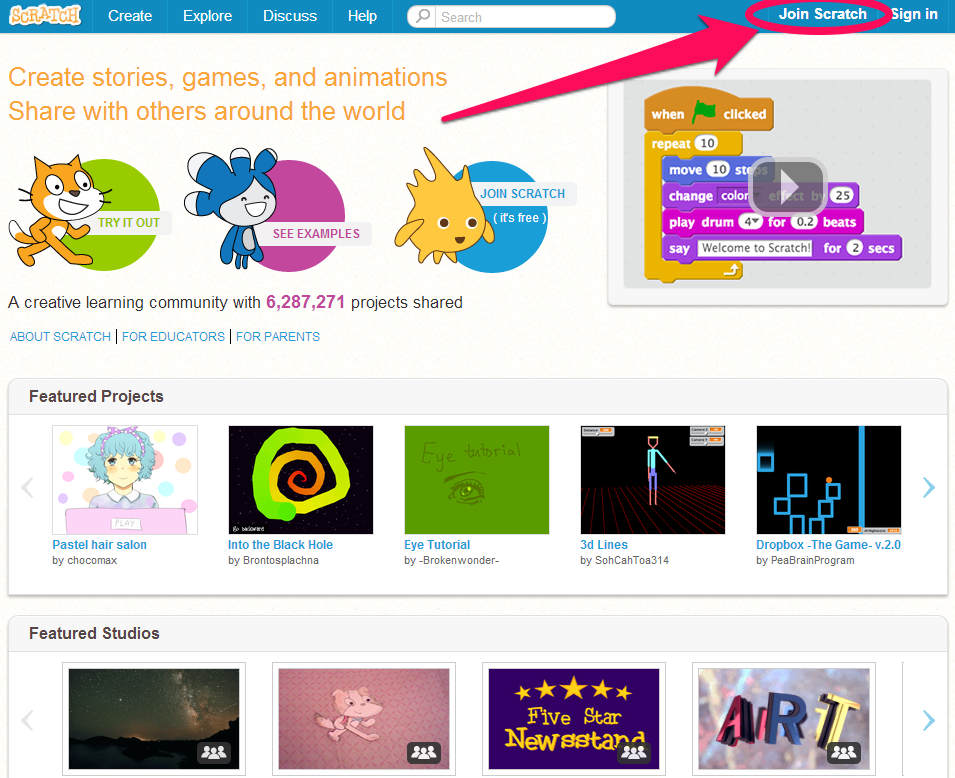 SCRATCH Create Explore Discuss Help Search Join Scratch Sign in
Create stories, games, and animations
Share with others around the world
TRY IT OUT
SEE EXAMPLES
JOIN SCRATCH
( it's free )
when clicked
repeat 10
move 10 steps
change color effect by 25
play drum 4 for 0.2 beats
say Welcome to Scratch! for 2 secs
A creative learning community with 6,287,271 projects shared
ABOUT SCRATCH | FOR EDUCATORS | FOR PARENTS
Featured Projects
PLAY
Go backward
Eye tutorial
Pastel hair salon
by chocomax
Into the Black Hole
by Brontosplachna
Eye Tutorial
by -Brokenwonder-
3d Lines
by SohCahToa314
Dropbox -The Game- v.2.0
by PeaBrainProgram
Featured Studios
Five Star
Newsstand
ART